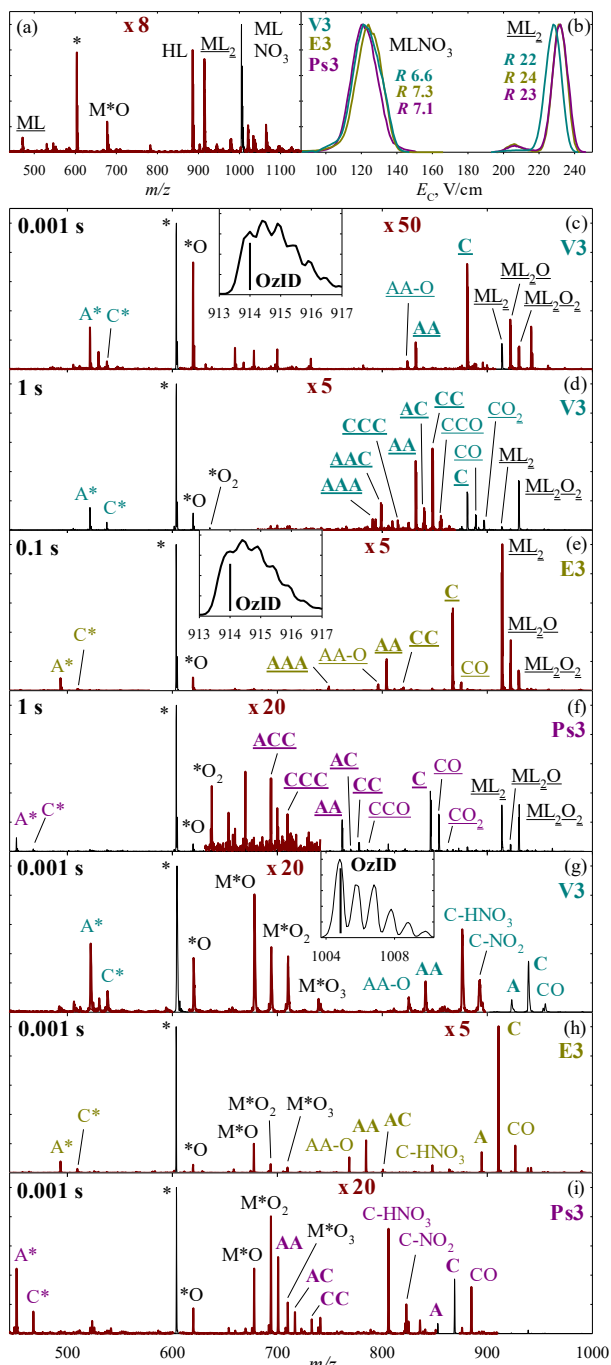 (a)
x 8
HL
ML₂
ML
NO₃
*
M*O
ML
500 600 700 800 900 1000 1100
m/z
V3
E3
Ps3
MLNO₃
ML₂
(b)
R 6.6
R 7.3
R 7.1
R 22
R 24
R 23
100 120 140 200 220 240
E_C, V/cm
0.001 s
*
x 50
(c)
V3
*O
A*
C*
OzID
913 914 915 916 917
AA-O
AA
C
ML₂
ML₂O
ML₂O₂
1 s
*
x 5
(d)
V3
A*
C*
*O
*O₂
AAA
AAC
CCC
AA
AC
CC
CCO
CO
C
CO₂
ML₂
ML₂O₂
0.1 s
*
x 5
(e)
E3
A*
C*
*O
OzID
913 914 915 916 917
AAA
AA-O
AA
CC
C
CO
ML₂
ML₂O
ML₂O₂
1 s
*
x 20
(f)
Ps3
A*
C*
*O
*O₂
ACC
CCC
AA
AC
CC
CCO
C
CO
CO₂
ML₂
ML₂O
ML₂O₂
0.001 s
*
x 20
(g)
V3
A*
C*
*O
M*O
M*O₂
M*O₃
OzID
1004 1008
AA-O
AA
C-HNO₃
C-NO₂
A
C
CO
0.001 s
*
x 5
(h)
E3
A*
C*
*O
M*O
M*O₂
M*O₃
AA-O
AA
AC
C-HNO₃
A
C
CO
0.001 s
*
x 20
(i)
Ps3
A*
C*
*O
M*O
M*O₂
AA
M*O₃
AC
CC
C-HNO₃
C-NO₂
A
C
CO
500 600 700 800 900 1000
m/z